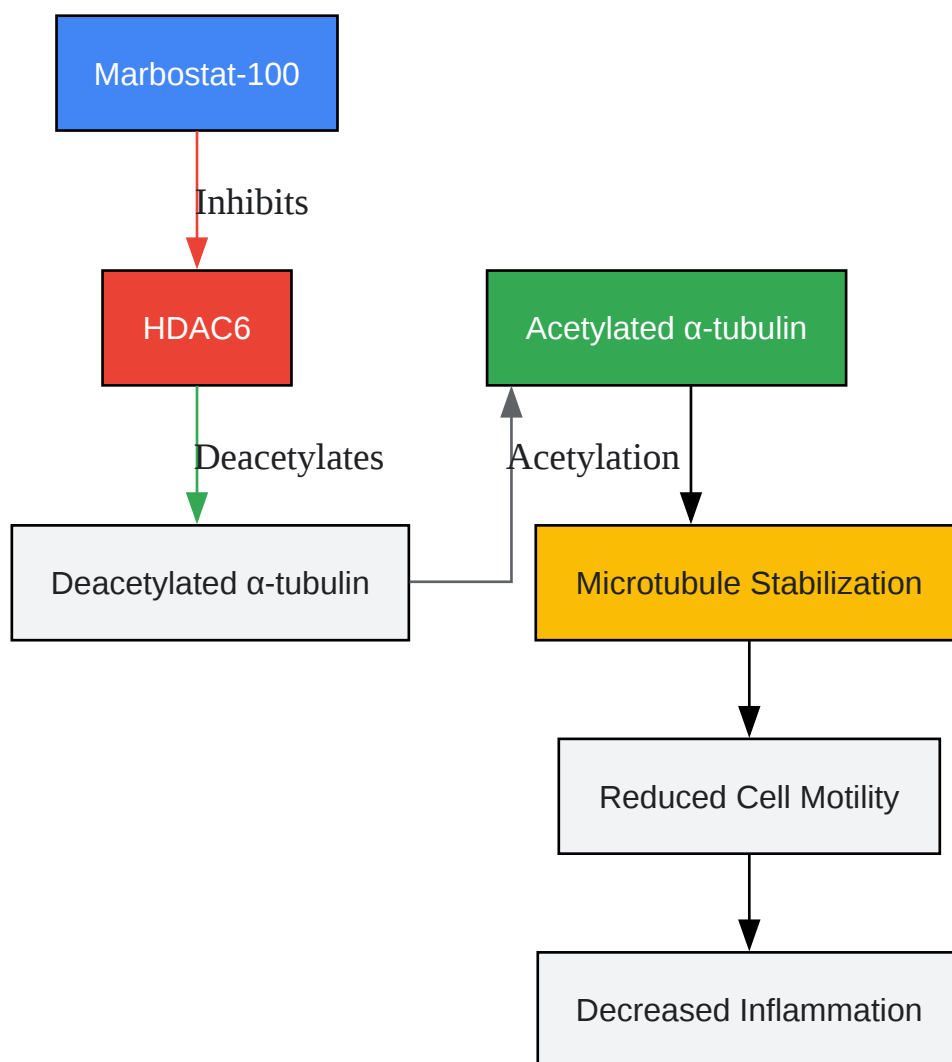 Marbostat-100
Inhibits
HDAC6
Acetylated α-tubulin
Deacetylates
Acetylation
Deacetylated α-tubulin
Microtubule Stabilization
Reduced Cell Motility
Decreased Inflammation